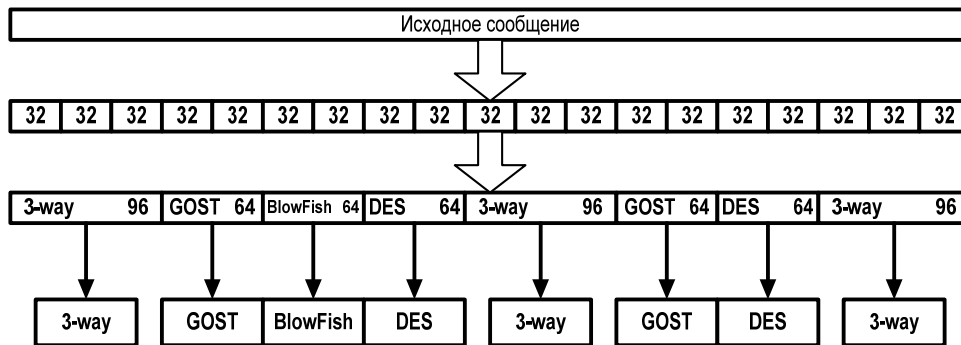 Исходное сообщение
32 32 32 32 32 32 32 32 32 32 32 32 32 32 32 32 32 32 32
3-way 96 GOST 64 BlowFish 64 DES 64 3-way 96 GOST 64 DES 64 3-way 96
3-way GOST BlowFish DES 3-way GOST DES 3-way